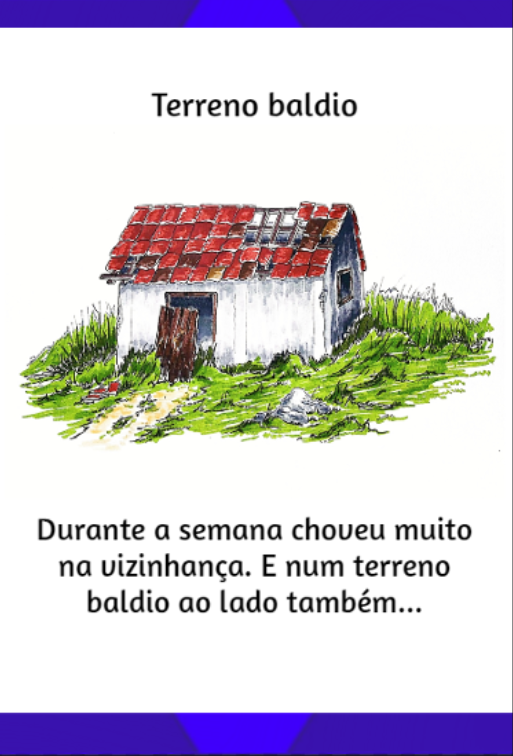 Terreno baldio
Durante a semana choveu muito
na vizinhança. E num terreno
baldio ao lado também...